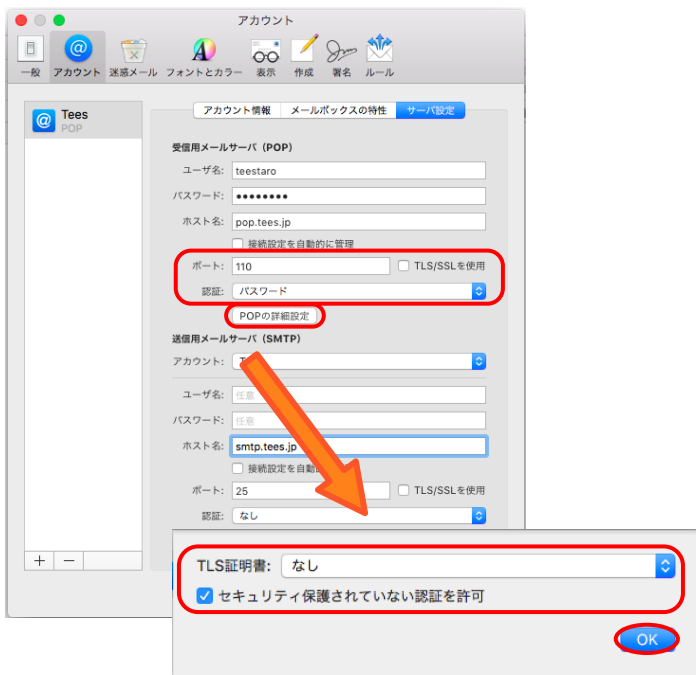 アカウント
一般 アカウント 迷惑メール フォントとカラー 表示 作成 署名 ルール
Tees
POP
アカウント情報 メールボックスの特性 サーバ設定
受信用メールサーバ（POP）
ユーザ名: teestaro
パスワード: ••••••••
ホスト名: pop.tees.jp
接続設定を自動的に管理
ポート: 110 TLS/SSLを使用
認証: パスワード
POPの詳細設定
送信用メールサーバ（SMTP）
アカウント:
ユーザ名: 任意
パスワード: 任意
ホスト名: smtp.tees.jp
接続設定を自動
ポート: 25 TLS/SSLを使用
認証: なし
TLS証明書: なし
セキュリティ保護されていない認証を許可
OK